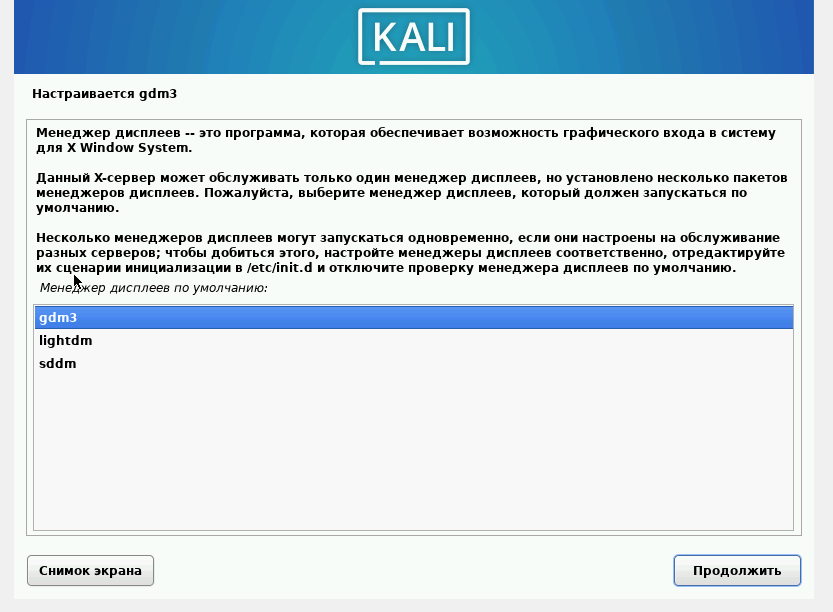 KALI
Настраивается gdm3
Менеджер дисплеев -- это программа, которая обеспечивает возможность графического входа в систему
для X Window System.
Данный X-сервер может обслуживать только один менеджер дисплеев, но установлено несколько пакетов
менеджеров дисплеев. Пожалуйста, выберите менеджер дисплеев, который должен запускаться по
умолчанию.
Несколько менеджеров дисплеев могут запускаться одновременно, если они настроены на обслуживание
разных серверов; чтобы добиться этого, настройте менеджеры дисплеев соответственно, отредактируйте
их сценарии инициализации в /etc/init.d и отключите проверку менеджера дисплеев по умолчанию.
Менеджер дисплеев по умолчанию:
gdm3
lightdm
sddm
Снимок экрана
Продолжить